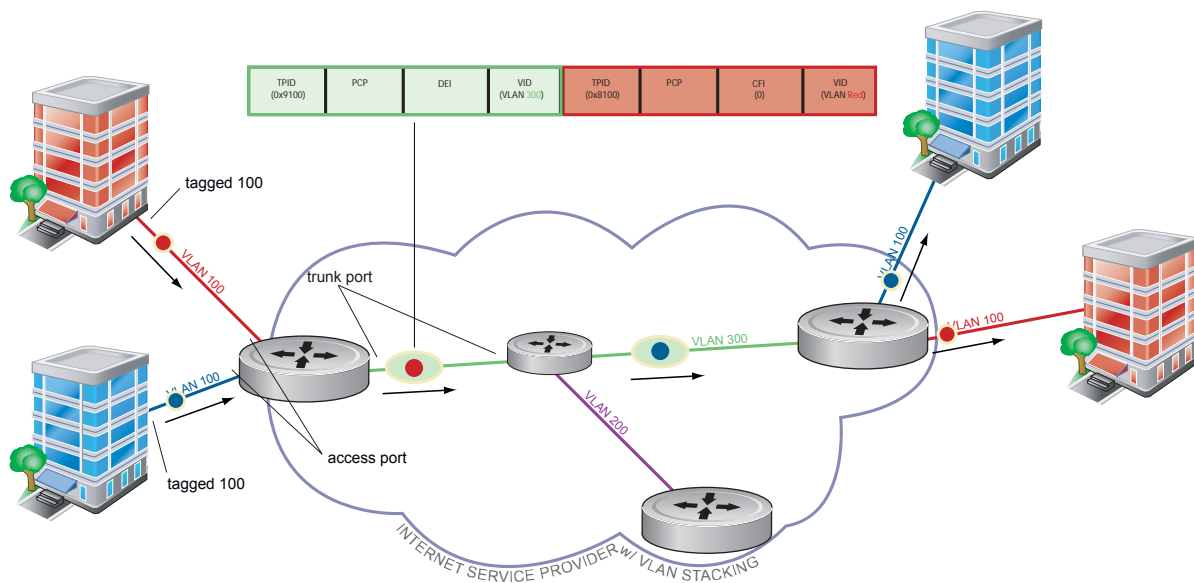 TPID
(0x9100)
PCP
DEI
VID
(VLAN 300)
TPID
(0x8100)
PCP
CFI
(0)
VID
(VLAN Red)
tagged 100
VLAN 100
trunk port
VLAN 100
VLAN 100
VLAN 300
VLAN 100
VLAN 200
access port
tagged 100
INTERNET SERVICE PROVIDER w/ VLAN STACKING